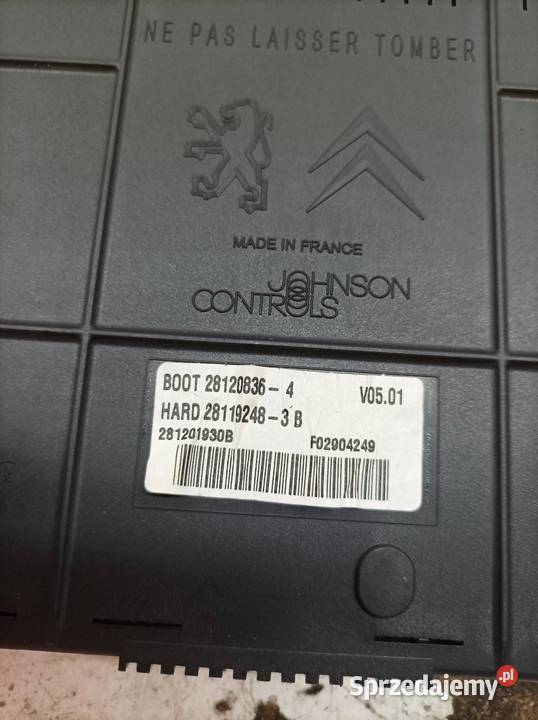 NE PAS LAISSER TOMBER
MADE IN FRANCE
JOHNSON
CONTROLS
BOOT 28120836-4 V05.01
HARD 28119248-3 B
281201930B F02904249
Sprzedajemy.pl